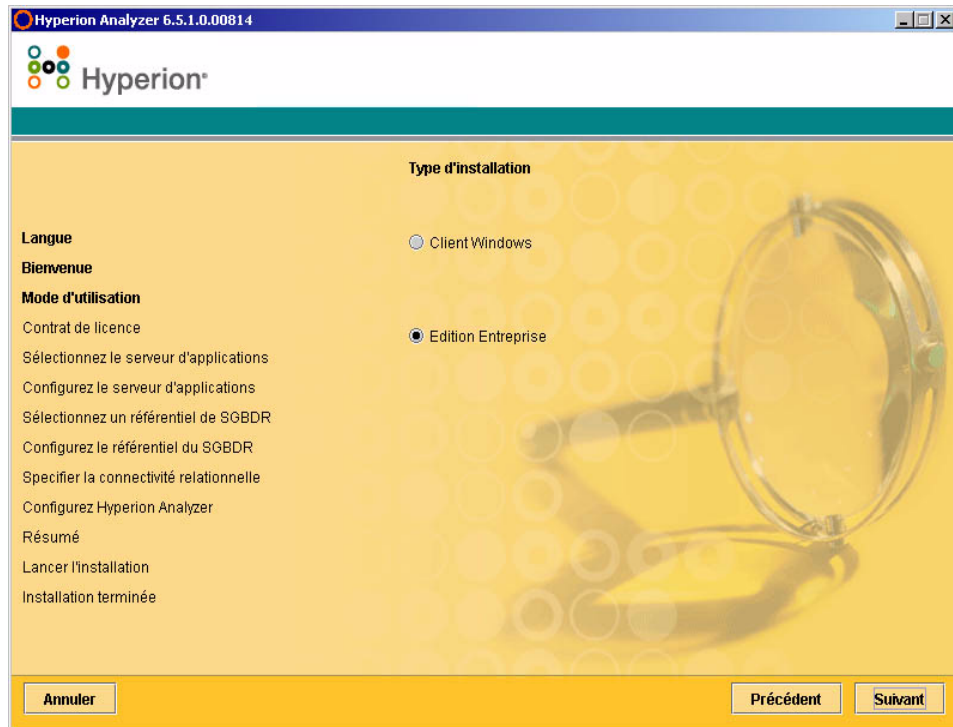 Hyperion Analyzer 6.5.1.0.00814
Hyperion
Type d'installation
Client Windows
Edition Entreprise
Langue
Bienvenue
Mode d'utilisation
Contrat de licence
Sélectionnez le serveur d'applications
Configurez le serveur d'applications
Sélectionnez un référentiel de SGBDR
Configurez le référentiel du SGBDR
Specifier la connectivité relationnelle
Configurez Hyperion Analyzer
Résumé
Lancer l'installation
Installation terminée
Annuler
Précédent
Suivant